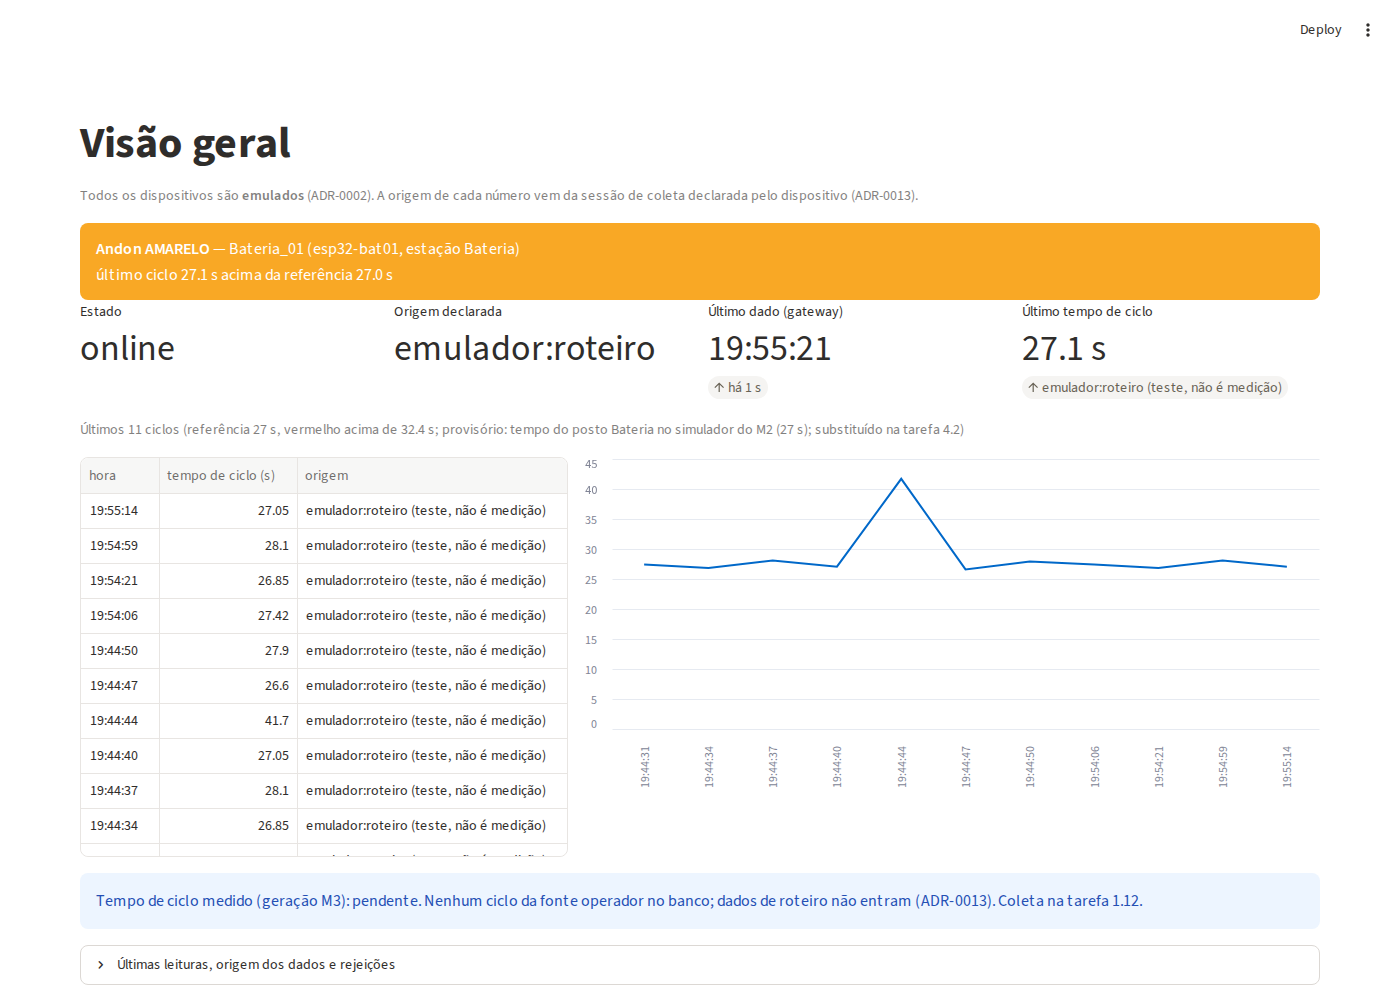 Deploy
Visão geral
Todos os dispositivos são emulados (ADR-0002). A origem de cada número vem da sessão de coleta declarada pelo dispositivo (ADR-0013).
Andon AMARELO — Bateria_01 (esp32-bat01, estação Bateria)
último ciclo 27.1 s acima da referência 27.0 s
Estado
online
Origem declarada
emulador:roteiro
Último dado (gateway)
19:55:21
↑ há 1 s
Último tempo de ciclo
27.1 s
↑ emulador:roteiro (teste, não é medição)
Últimos 11 ciclos (referência 27 s, vermelho acima de 32.4 s; provisório: tempo do posto Bateria no simulador do M2 (27 s); substituído na tarefa 4.2)
hora tempo de ciclo (s) origem
19:55:14 27.05 emulador:roteiro (teste, não é medição)
19:54:59 28.1 emulador:roteiro (teste, não é medição)
19:54:21 26.85 emulador:roteiro (teste, não é medição)
19:54:06 27.42 emulador:roteiro (teste, não é medição)
19:44:50 27.9 emulador:roteiro (teste, não é medição)
19:44:47 26.6 emulador:roteiro (teste, não é medição)
19:44:44 41.7 emulador:roteiro (teste, não é medição)
19:44:40 27.05 emulador:roteiro (teste, não é medição)
19:44:37 28.1 emulador:roteiro (teste, não é medição)
19:44:34 26.85 emulador:roteiro (teste, não é medição)
45
40
35
30
25
20
15
10
5
0
19:44:31
19:44:34
19:44:37
19:44:40
19:44:44
19:44:47
19:44:50
19:54:06
19:54:21
19:54:59
19:55:14
Tempo de ciclo medido (geração M3): pendente. Nenhum ciclo da fonte operador no banco; dados de roteiro não entram (ADR-0013). Coleta na tarefa 1.12.
Últimas leituras, origem dos dados e rejeições